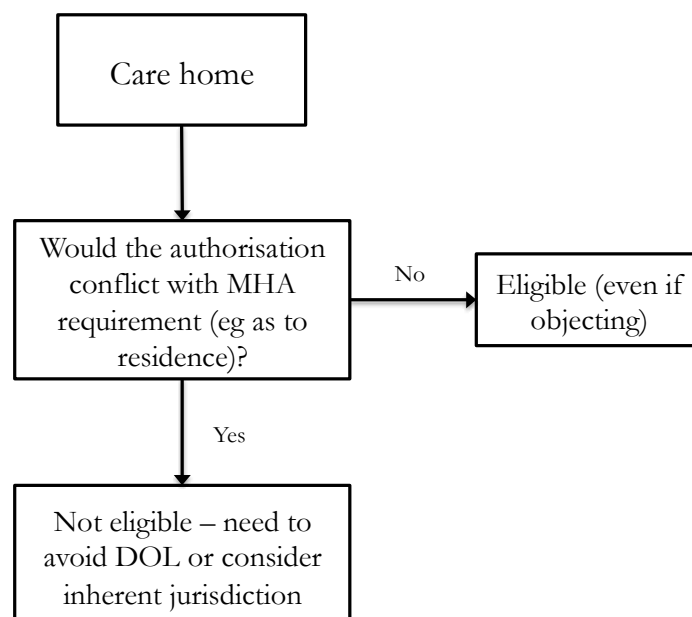 Care home
Would the authorisation
conflict with MHA
requirement (eg as to
residence)?
No
Eligible (even if
objecting)
Yes
Not eligible – need to
avoid DOL or consider
inherent jurisdiction